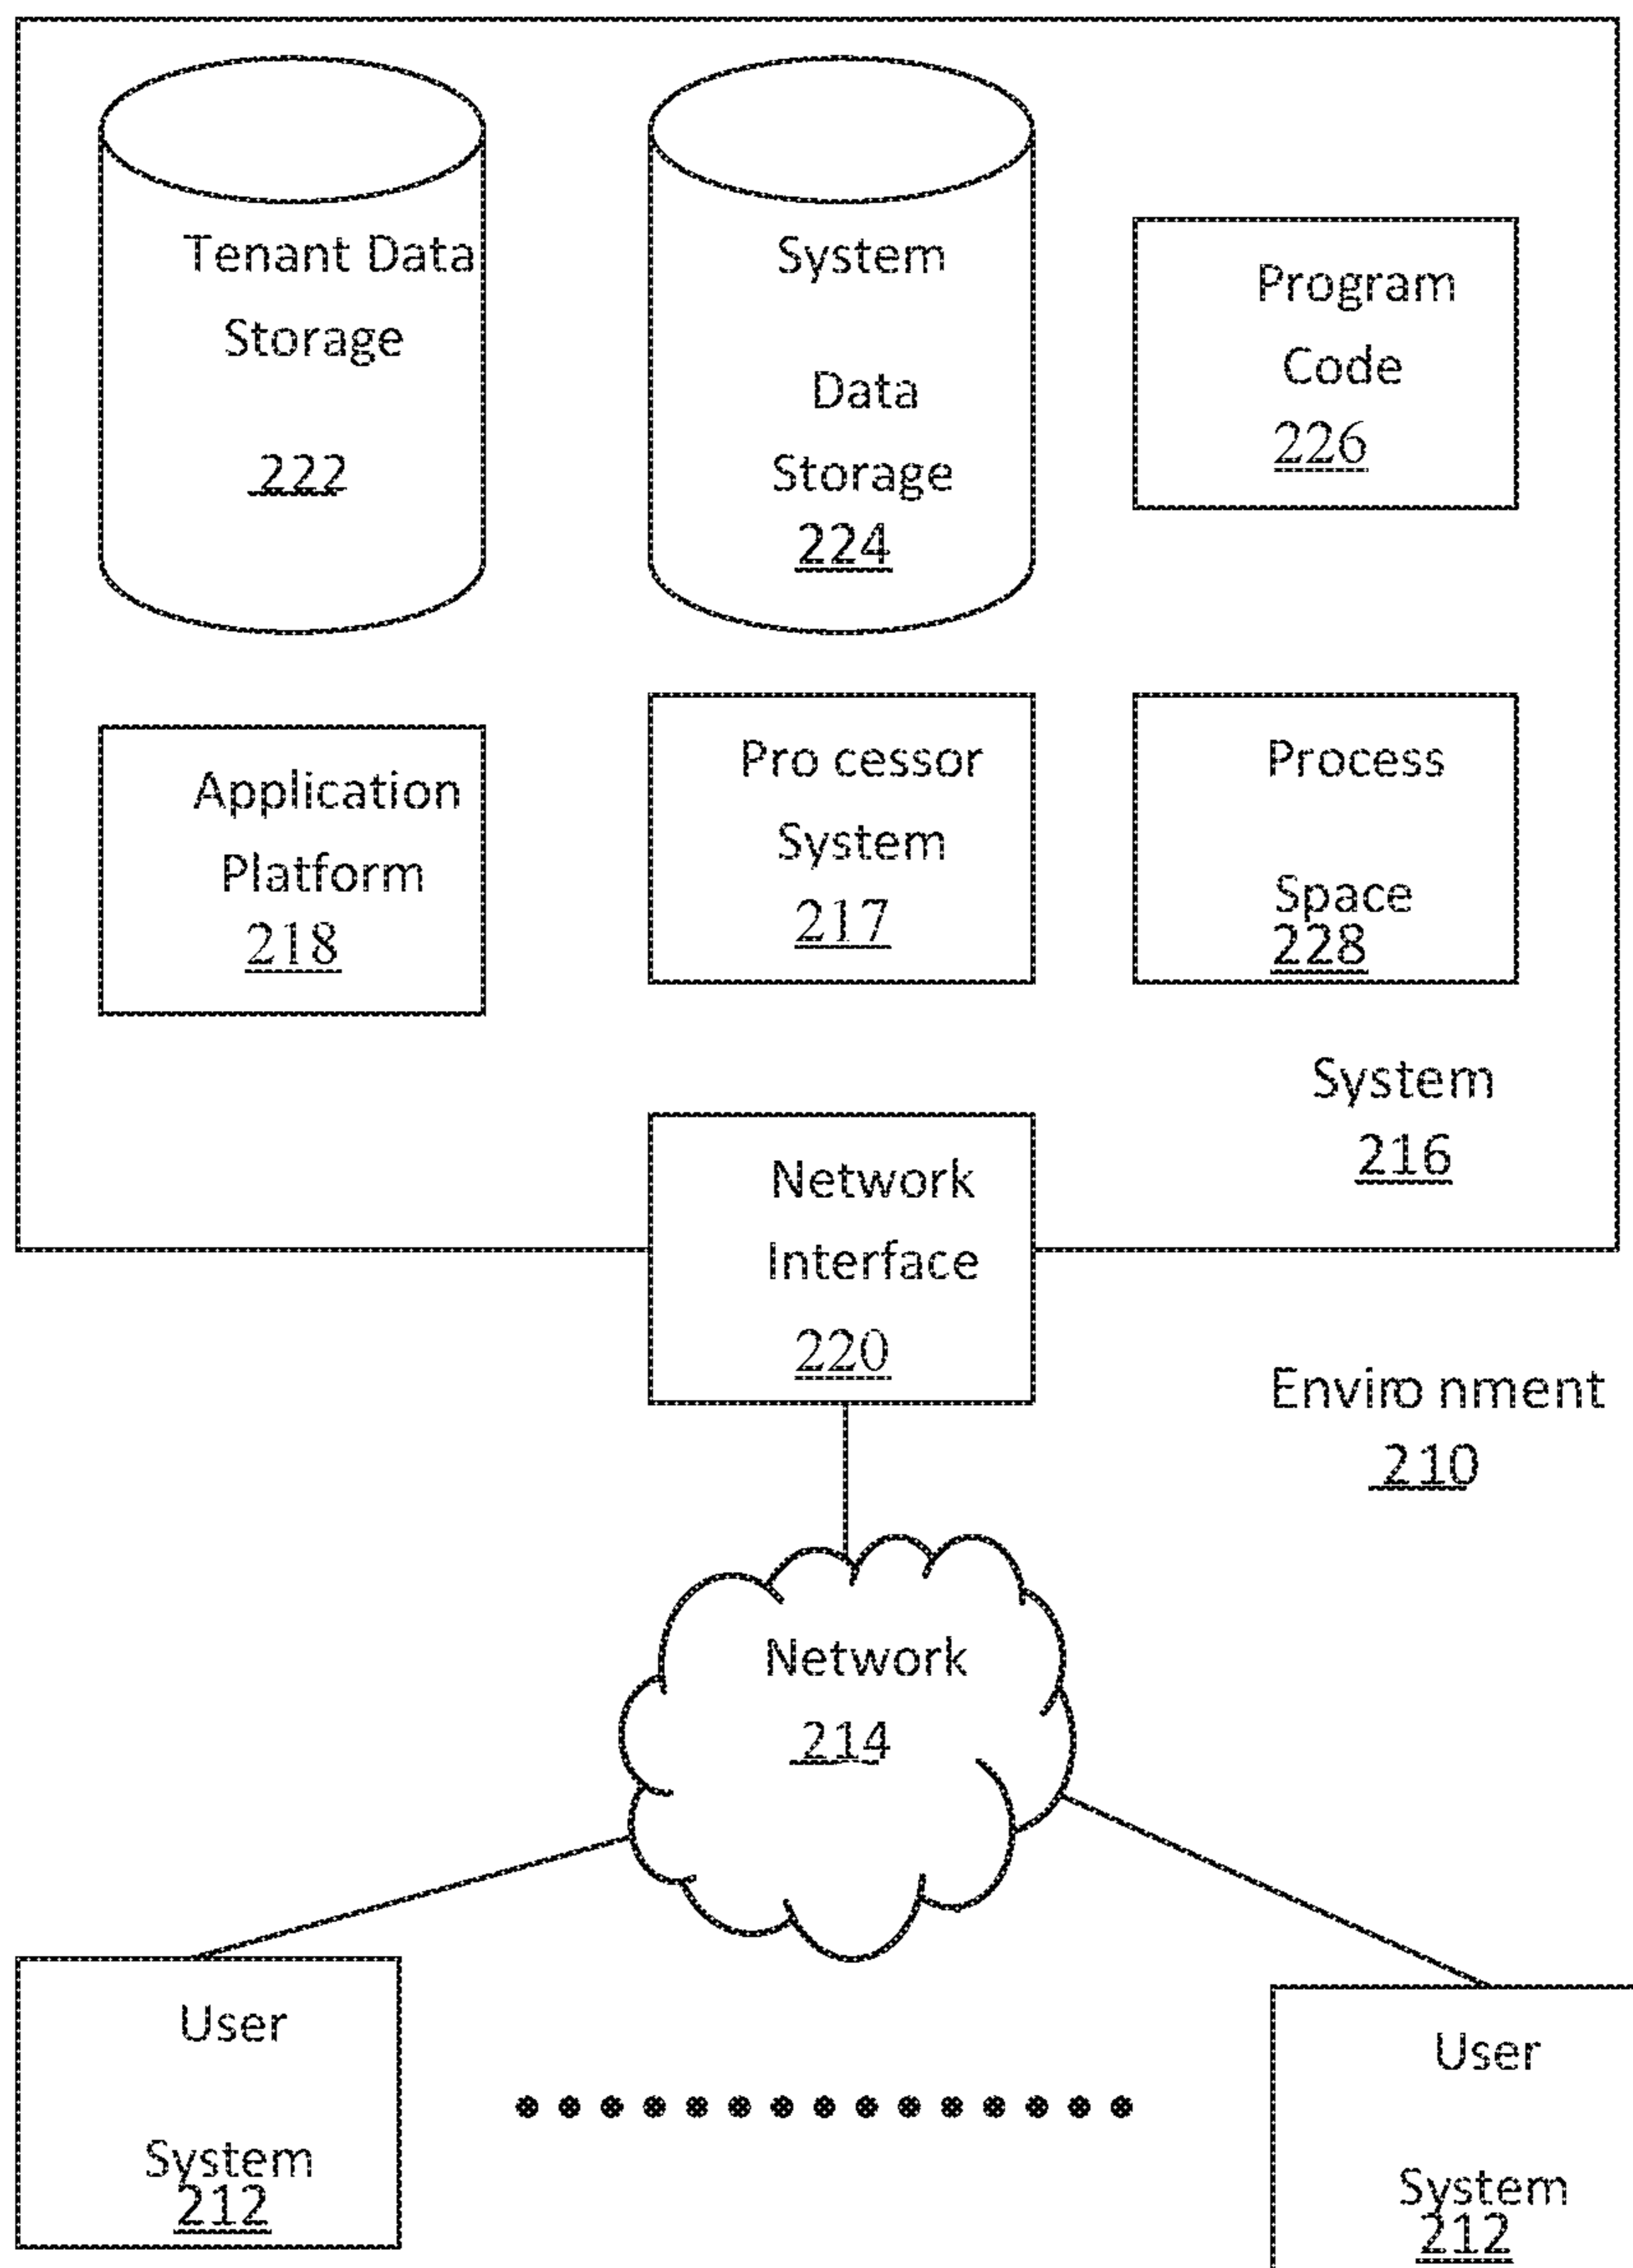 Tenant Data
Storage
222
System
Data
Storage
224
Program
Code
226
Application
Platform
218
Pro cessor
System
217
Process
Space
228
System
216
Network
Interface
220
Enviro nment
210
Network
214
User
System
212
User
System
212